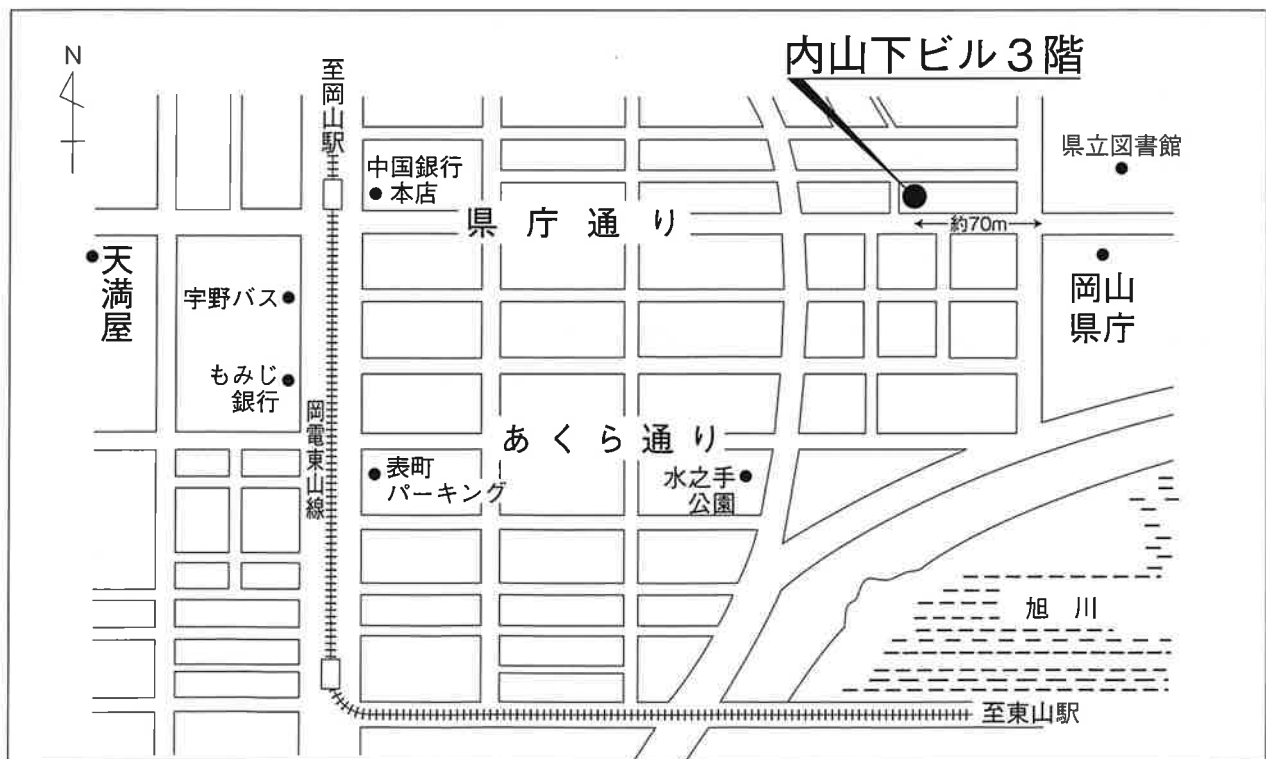 N
至岡山駅
内山下ビル3階
中国銀行
本店
県立図書館
県庁通り
約70m
天満屋
宇野バス
岡山
県庁
もみじ
銀行
岡電東山線
あくら通り
表町
パーキング
水之手
公園
旭川
至東山駅